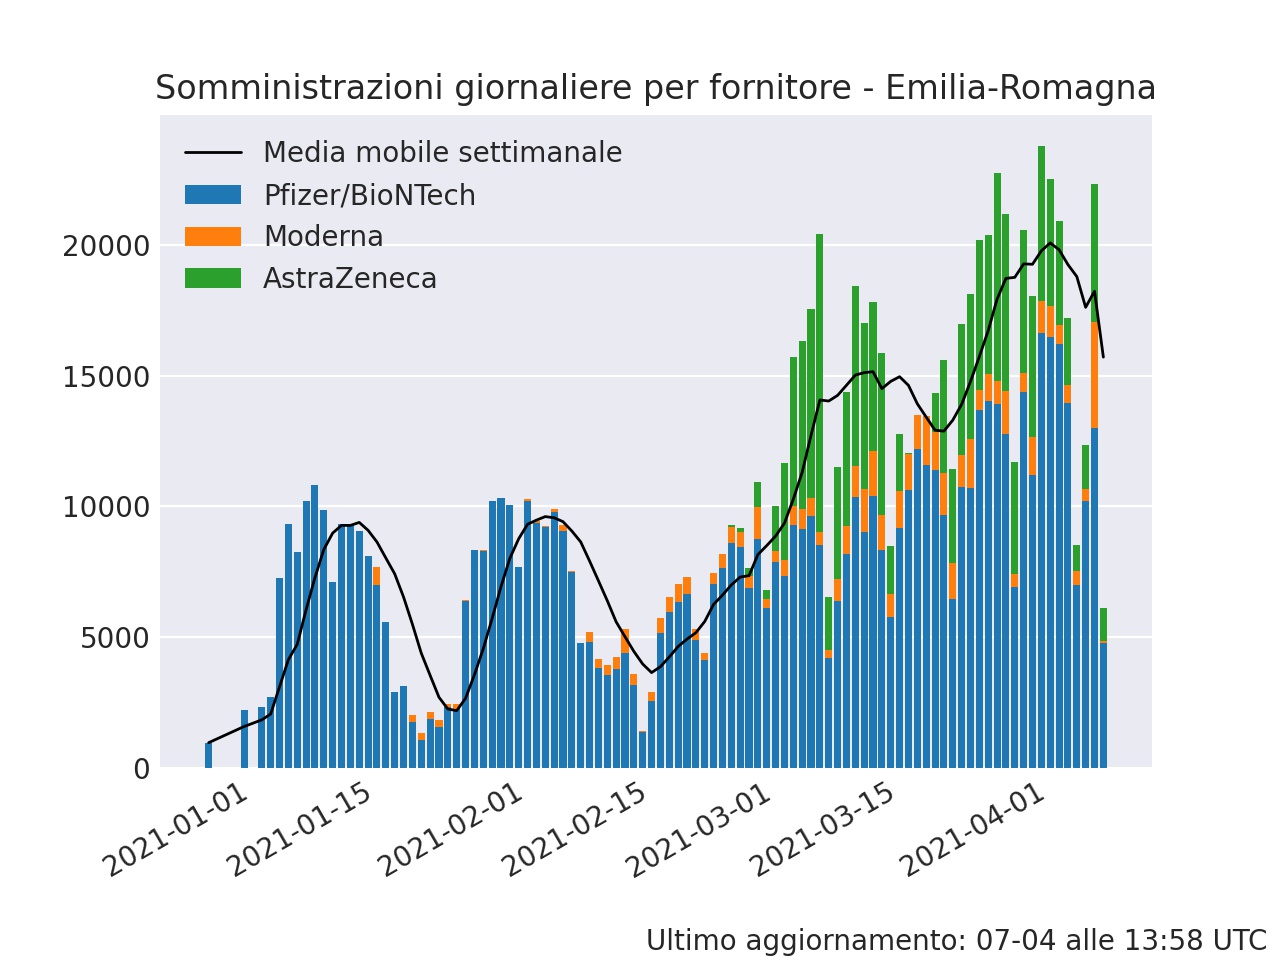 Somministrazioni giornaliere per fornitore - Emilia-Romagna
Media mobile settimanale
Pfizer/BioNTech
Moderna
AstraZeneca
20000
15000
10000
5000
0
2021-01-01
2021-01-15
2021-02-01
2021-02-15
2021-03-01
2021-03-15
2021-04-01
Ultimo aggiornamento: 07-04 alle 13:58 UTC